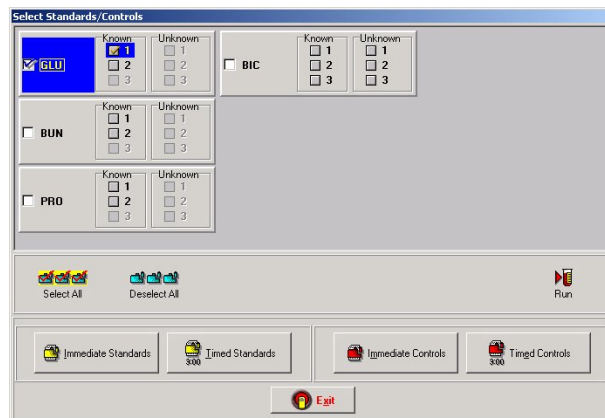 Select Standards/Controls
GLU
Known
1
2
3
Unknown
1
2
3
BIC
Known
1
2
3
Unknown
1
2
3
BUN
Known
1
2
3
Unknown
1
2
3
PRO
Known
1
2
3
Unknown
1
2
3
Select All
Deselect All
Run
Immediate Standards
3:00
Timed Standards
Immediate Controls
3:00
Timed Controls
Exit